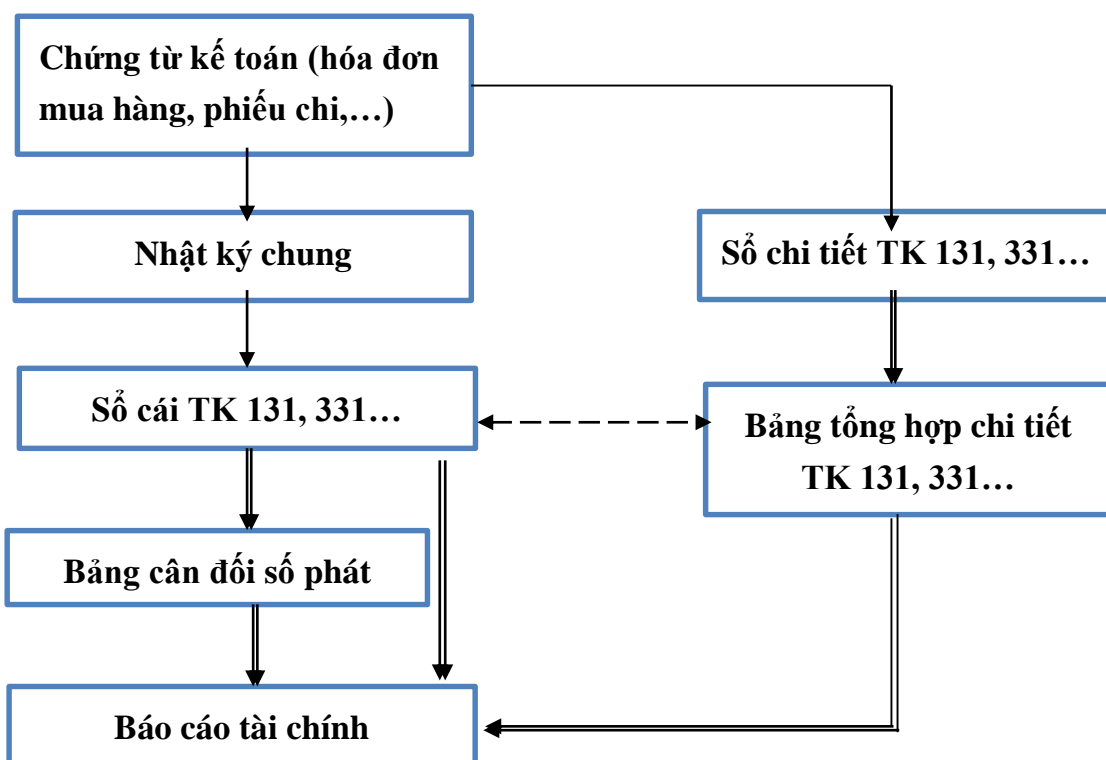 Chứng từ kế toán (hóa đơn
mua hàng, phiếu chi,…)
Nhật ký chung
Sổ chi tiết TK 131, 331…
Sổ cái TK 131, 331…
Bảng tổng hợp chi tiết
TK 131, 331…
Bảng cân đối số phát
Báo cáo tài chính